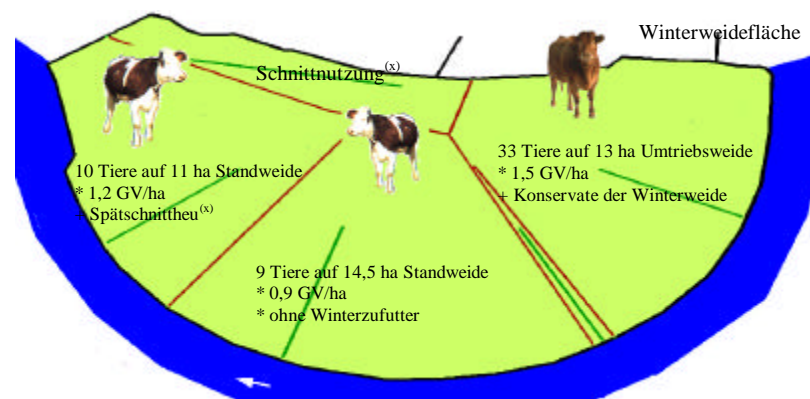 Winterweidefläche
Schnittnutzung(x)
10 Tiere auf 11 ha Standweide
* 1,2 GV/ha
+ Spätschnittheu(x)
33 Tiere auf 13 ha Umtriebsweide
* 1,5 GV/ha
+ Konservate der Winterweide
9 Tiere auf 14,5 ha Standweide
* 0,9 GV/ha
* ohne Winterzufutter